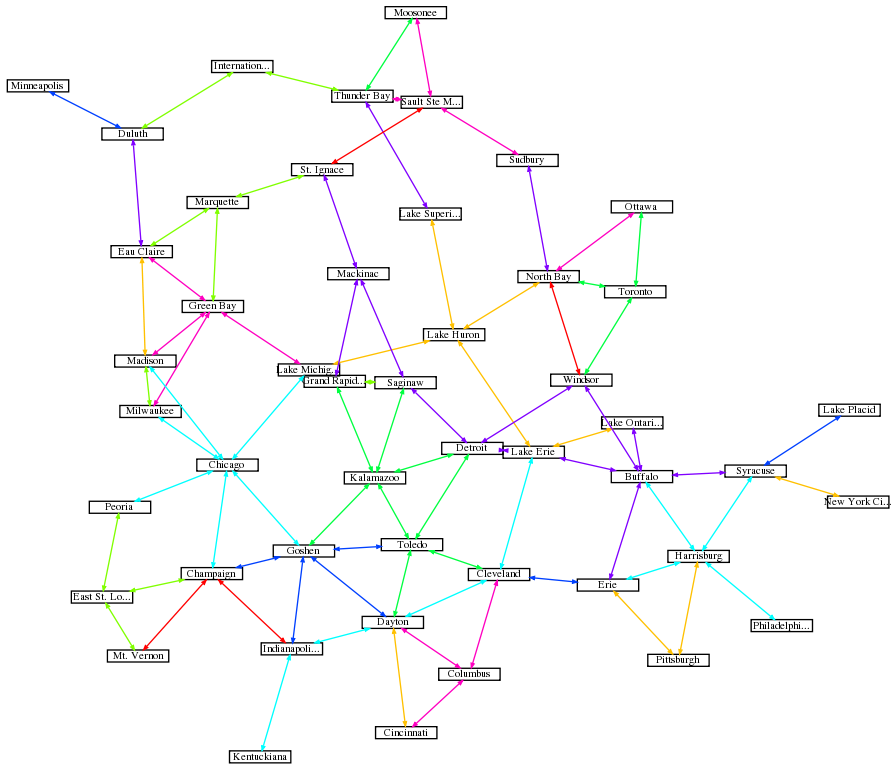 Moosonee
Internation...
Minneapolis
Thunder Bay
Sault Ste M...
Duluth
Sudbury
St. Ignace
Marquette
Ottawa
Lake Superi...
Eau Claire
Mackinac
North Bay
Toronto
Green Bay
Lake Huron
Madison
Lake Michig...
Grand Rapid...
Saginaw
Windsor
Milwaukee
Lake Placid
Lake Ontari...
Detroit
Lake Erie
Chicago
Kalamazoo
Buffalo
Syracuse
New York Ci...
Peoria
Goshen
Toledo
Harrisburg
Champaign
Cleveland
Erie
East St. Lo...
Dayton
Philadelphi...
Indianapoli...
Mt. Vernon
Pittsburgh
Columbus
Cincinnati
Kentuckiana